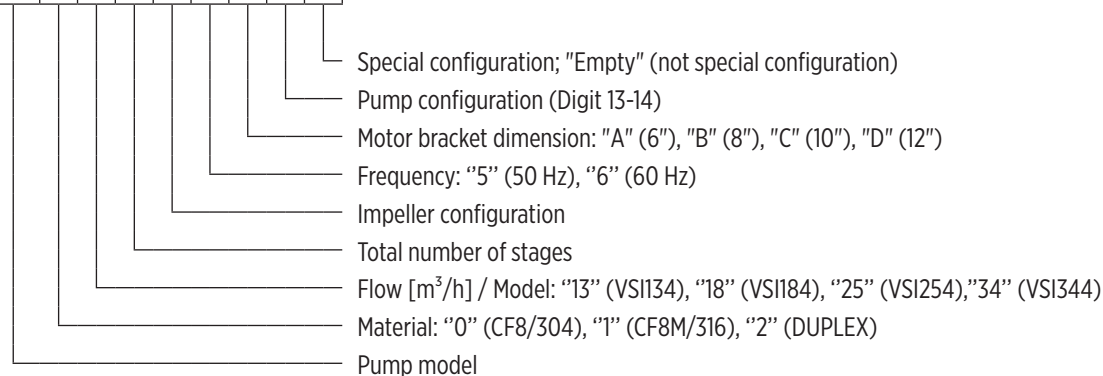 Special configuration; "Empty" (not special configuration)
Pump configuration (Digit 13-14)
Motor bracket dimension: "A" (6"), "B" (8"), "C" (10"), "D" (12")
Frequency: ‘‘5’’ (50 Hz), ‘‘6’’ (60 Hz)
Impeller configuration
Total number of stages
Flow [m³/h] / Model: ‘‘13’’ (VSI134), ‘‘18’’ (VSI184), ‘‘25’’ (VSI254),’’34’’ (VSI344)
Material: ‘‘0’’ (CF8/304), ‘‘1’’ (CF8M/316), ‘‘2’’ (DUPLEX)
Pump model